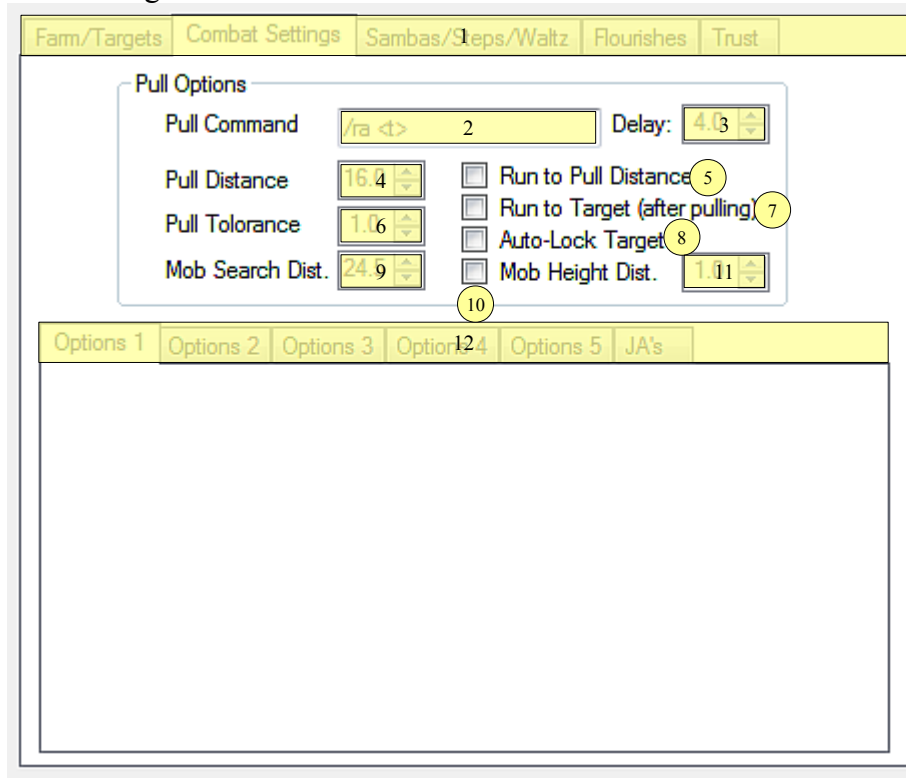 Farm/Targets Combat Settings Sambas/Steps/Waltz Flourishes Trust
1
Pull Options
Pull Command /ra <t> 2 Delay: 4.0 3
Pull Distance 16.0 4 Run to Pull Distance 5
Run to Target (after pulling) 7
Pull Tolorance 1.0 6
Auto-Lock Target 8
Mob Search Dist. 24.5 9 Mob Height Dist. 1.0 11
10
Options 1 Options 2 Options 3 Options 4 Options 5 JA's
12